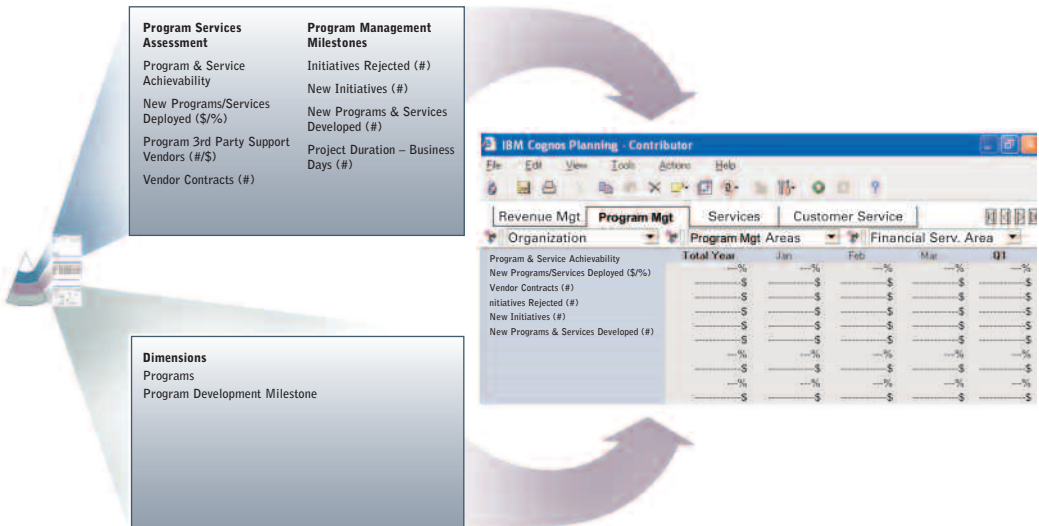 Program Services
Assessment
Program & Service
Achievability
New Programs/Services
Deployed ($/%)
Program 3rd Party Support
Vendors (#/$)
Vendor Contracts (#)
Program Management
Milestones
Initiatives Rejected (#)
New Initiatives (#)
New Programs & Services
Developed (#)
Project Duration – Business
Days (#)
Dimensions
Programs
Program Development Milestone
IBM Cognos Planning - Contributor
File Edit View Tools Actions Help
Revenue Mgt Program Mgt Services Customer Service
Organization Program Mgt Areas Financial Serv. Area
Total Year Jan Feb Mar Q1
Program & Service Achievability
New Programs/Services Deployed ($/%)
Vendor Contracts (#)
nitiatives Rejected (#)
New Initiatives (#)
New Programs & Services Developed (#)
---% ---% ---% ---% ---%
------------$ ------------$ ------------$ ------------$ ------------$
------------$ ------------$ ------------$ ------------$ ------------$
------------$ ------------$ ------------$ ------------$ ------------$
------------$ ------------$ ------------$ ------------$ ------------$
------------$ ------------$ ------------$ ------------$ ------------$
---% ---% ---% ---% ---%
------------$ ------------$ ------------$ ------------$ ------------$
---% ---% ---% ---% ---%
------------$ ------------$ ------------$ ------------$ ------------$